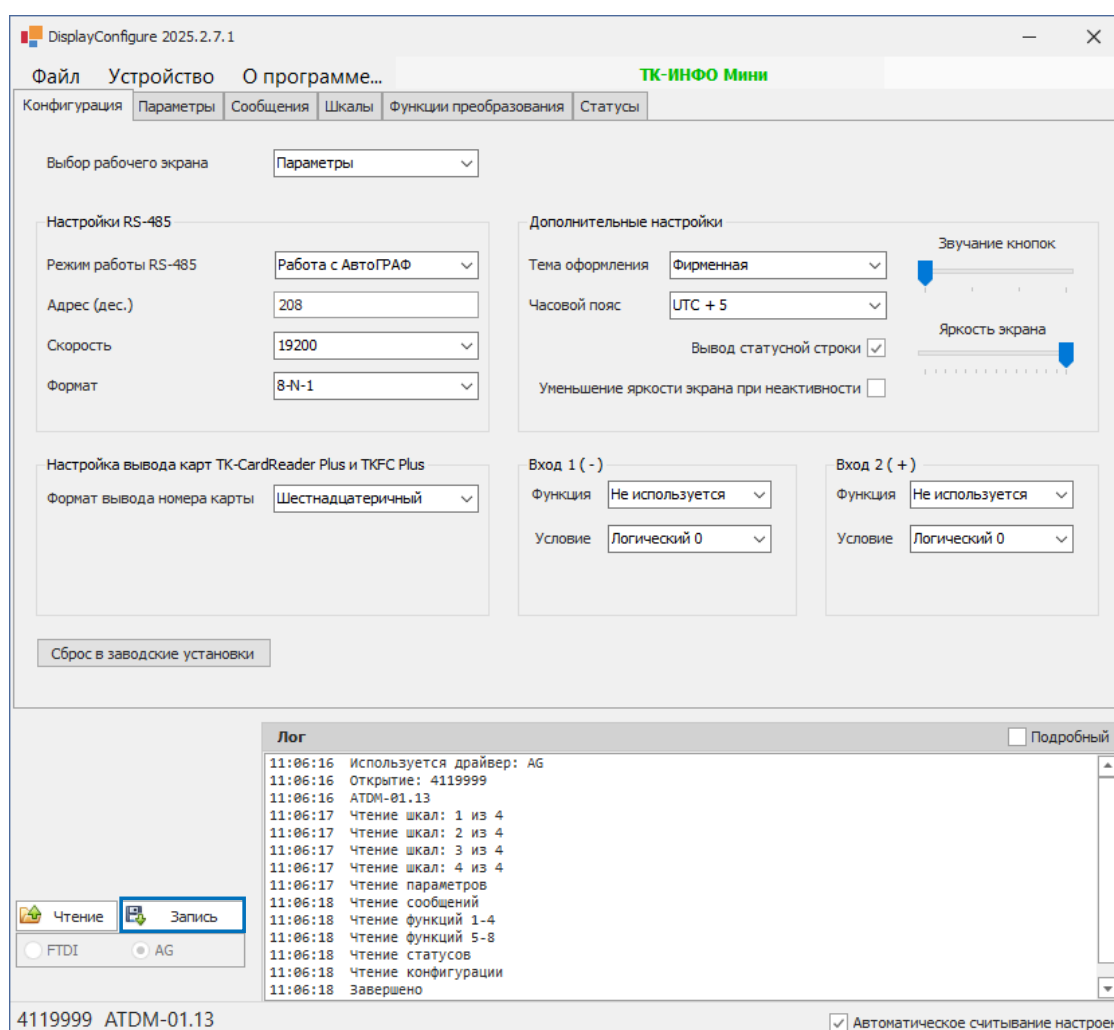 DisplayConfigure 2025.2.7.1
Файл Устройство О программе... ТК-ИНФО Мини
Конфигурация Параметры Сообщения Шкалы Функции преобразования Статусы
Выбор рабочего экрана Параметры
Настройки RS-485
Режим работы RS-485 Работа с АвтоГРАФ
Адрес (дес.) 208
Скорость 19200
Формат 8-N-1
Дополнительные настройки
Тема оформления Фирменная
Часовой пояс UTC + 5
Вывод статусной строки
Уменьшение яркости экрана при неактивности
Звучание кнопок
Яркость экрана
Настройка вывода карт TK-CardReader Plus и TKFC Plus
Формат вывода номера карты Шестнадцатеричный
Вход 1 ( - )
Функция Не используется
Условие Логический 0
Вход 2 ( + )
Функция Не используется
Условие Логический 0
Сброс в заводские установки
Лог Подробный
11:06:16 Используется драйвер: AG
11:06:16 Открытие: 4119999
11:06:16 ATDM-01.13
11:06:17 Чтение шкал: 1 из 4
11:06:17 Чтение шкал: 2 из 4
11:06:17 Чтение шкал: 3 из 4
11:06:17 Чтение шкал: 4 из 4
11:06:17 Чтение параметров
11:06:18 Чтение сообщений
11:06:18 Чтение функций 1-4
11:06:18 Чтение функций 5-8
11:06:18 Чтение статусов
11:06:18 Чтение конфигурации
11:06:18 Завершено
Чтение Запись
FTDI AG
4119999 ATDM-01.13
Автоматическое считывание настроек